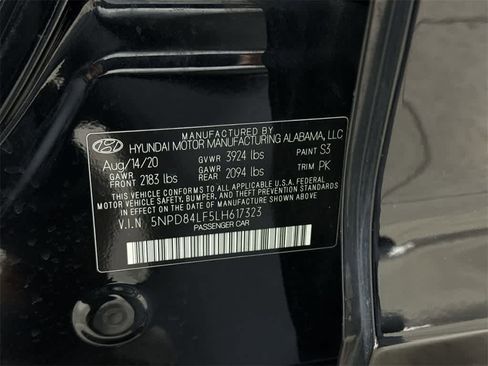 MANUFACTURED BY
HYUNDAI MOTOR MANUFACTURING ALABAMA, LLC
Aug/14/20 GVWR 3924 lbs PAINT S3
GAWR FRONT 2183 lbs GAWR REAR 2094 lbs TRIM PK
THIS VEHICLE CONFORMS TO ALL APPLICABLE U.S.A. FEDERAL
MOTOR VEHICLE SAFETY, BUMPER, AND THEFT PREVENTION
STANDARDS IN EFFECT ON THE DATE OF MANUFACTURE SHOWN ABOVE.
V.I.N 5NPD84LF5LH617323
PASSENGER CAR